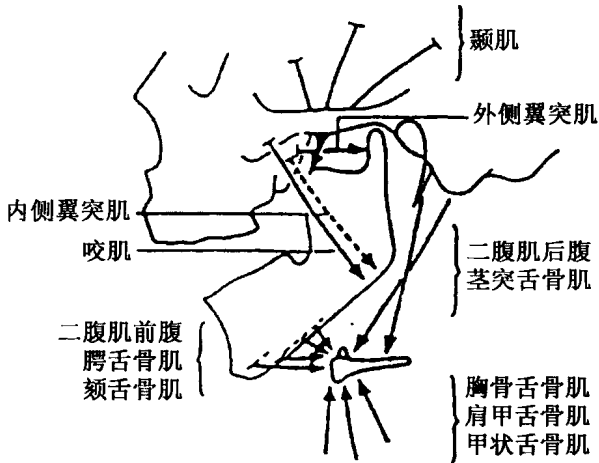 颞肌
外侧翼突肌
内侧翼突肌
咬肌
二腹肌后腹
茎突舌骨肌
二腹肌前腹
腭舌骨肌
颏舌骨肌
胸骨舌骨肌
肩甲舌骨肌
甲状舌骨肌